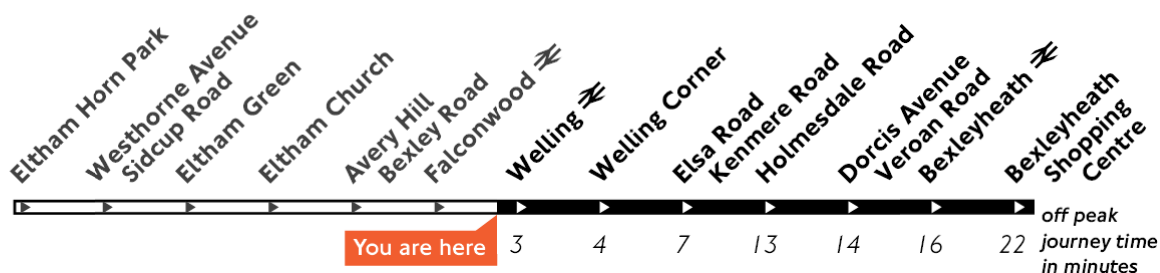 Eltham Horn Park
Westhorne Avenue
Sidcup Road
Eltham Green
Eltham Church
Avery Hill
Bexley Road
Falconwood
Welling
Welling Corner
Elsa Road
Kenmere Road
Holmesdale Road
Dorcis Avenue
Veroan Road
Bexleyheath
Bexleyheath
Shopping
Centre
You are here
3 4 7 13 14 16 22
off peak
journey time
in minutes